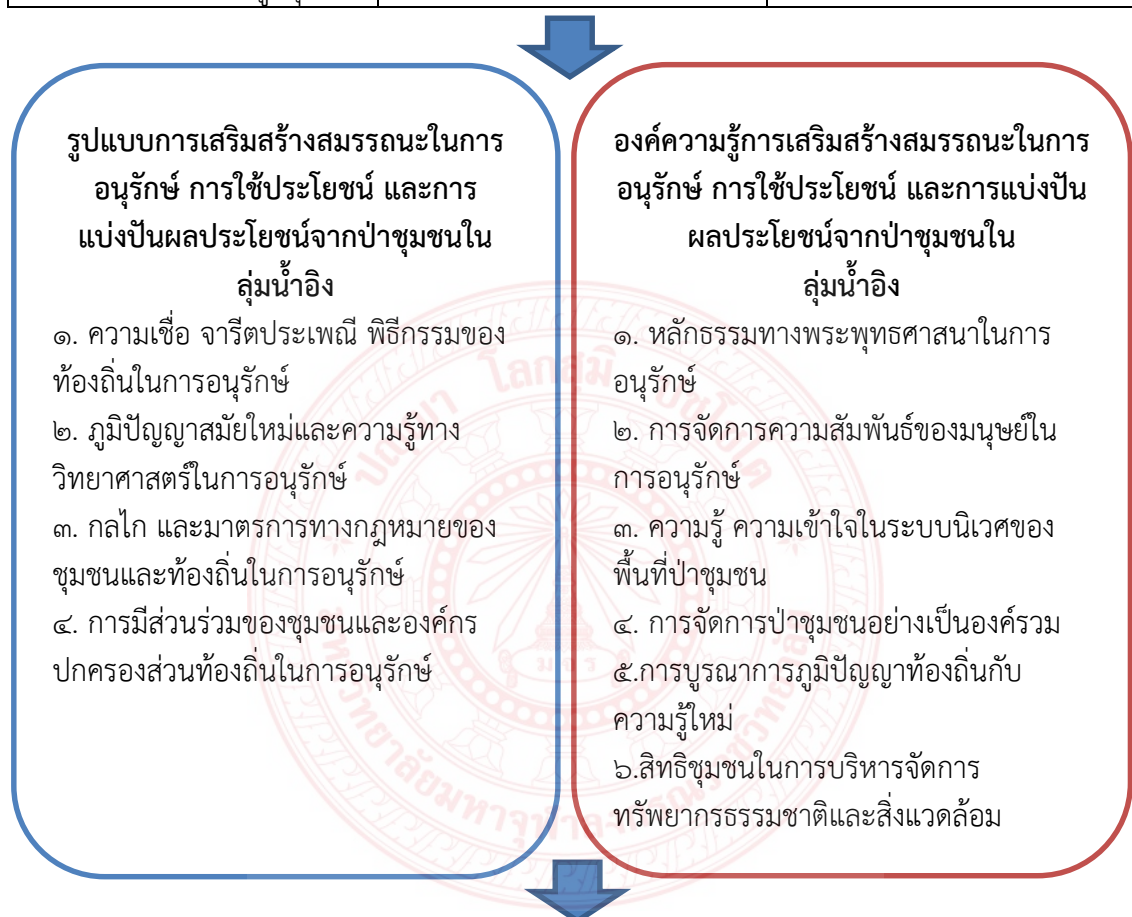 รูปแบบการเสริมสร้างสมรรถนะในการ
อนุรักษ์ การใช้ประโยชน์ และการ
แบ่งปันผลประโยชน์จากป่าชุมชนใน
ลุ่มน้ำอิง
๑. ความเชื่อ จารีตประเพณี พิธีกรรมของ
ท้องถิ่นในการอนุรักษ์
๒. ภูมิปัญญาสมัยใหม่และความรู้ทาง
วิทยาศาสตร์ในการอนุรักษ์
๓. กลไก และมาตรการทางกฎหมายของ
ชุมชนและท้องถิ่นในการอนุรักษ์
๔. การมีส่วนร่วมของชุมชนและองค์กร
ปกครองส่วนท้องถิ่นในการอนุรักษ์
องค์ความรู้การเสริมสร้างสมรรถนะในการ
อนุรักษ์ การใช้ประโยชน์ และการแบ่งปัน
ผลประโยชน์จากป่าชุมชนใน
ลุ่มน้ำอิง
๑. หลักธรรมทางพระพุทธศาสนาในการ
อนุรักษ์
๒. การจัดการความสัมพันธ์ของมนุษย์ใน
การอนุรักษ์
๓. ความรู้ ความเข้าใจในระบบนิเวศของ
พื้นที่ป่าชุมชน
๔. การจัดการป่าชุมชนอย่างเป็นองค์รวม
๕.การบูรณาการภูมิปัญญาท้องถิ่นกับ
ความรู้ใหม่
๖.สิทธิชุมชนในการบริหารจัดการ
ทรัพยากรธรรมชาติและสิ่งแวดล้อม